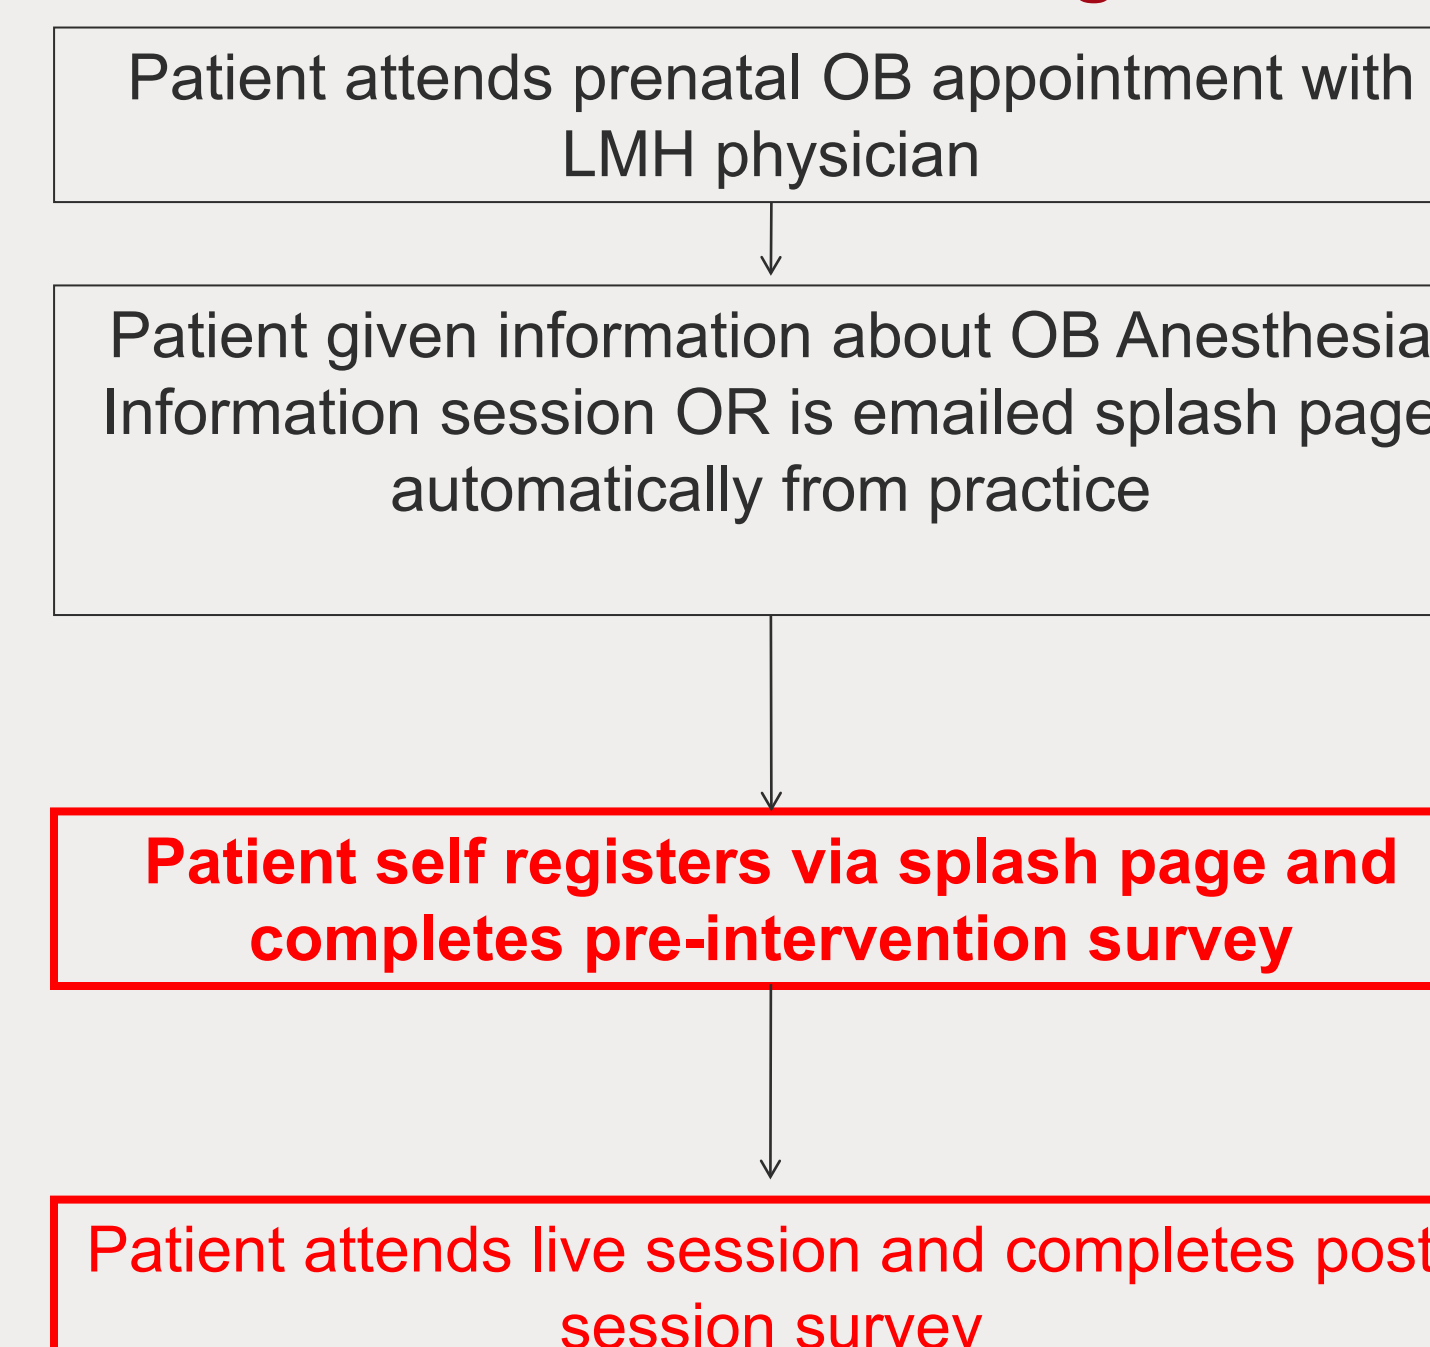 Patient attends prenatal OB appointment with
LMH physician
Patient given information about OB Anesthesia
Information session OR is emailed splash page
automatically from practice
Patient self registers via splash page and
completes pre-intervention survey
Patient attends live session and completes post
session survey